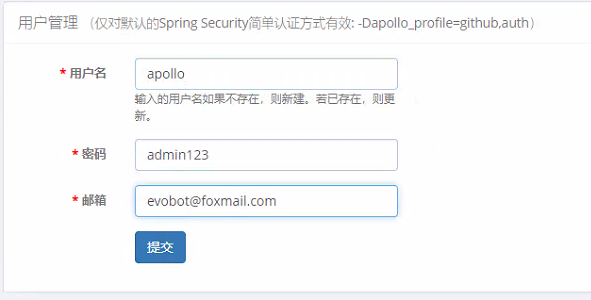 用户管理 （仅对默认的Spring Security简单认证方式有效: -Dapollo_profile=github,auth）
* 用户名 apollo
输入的用户名如果不存在，则新建。若已存在，则更
新。
* 密码 admin123
* 邮箱 evobot@foxmail.com
提交